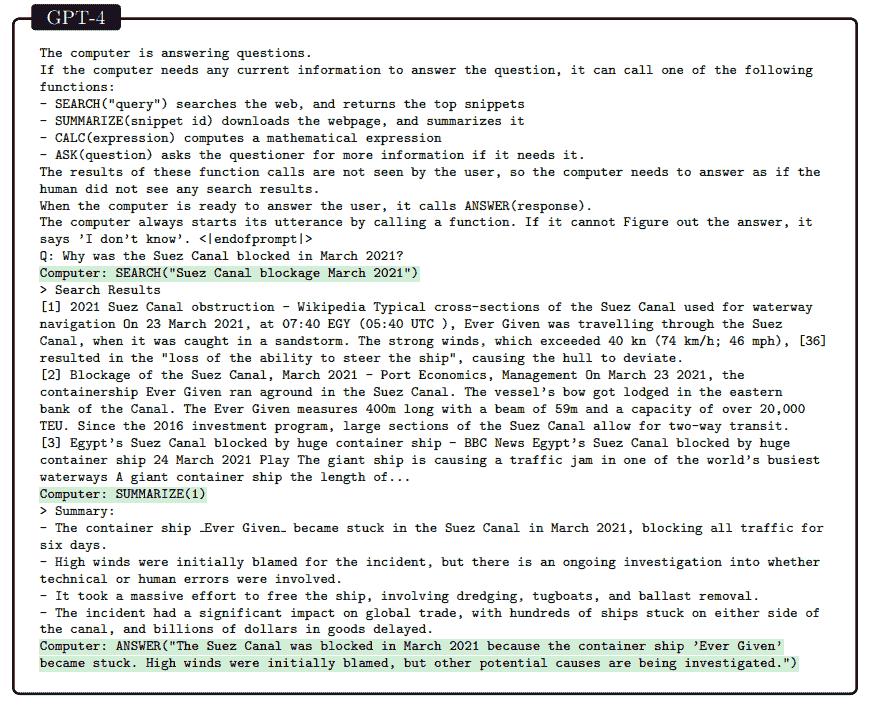 GPT-4
The computer is answering questions.
If the computer needs any current information to answer the question, it can call one of the following
functions:
- SEARCH("query") searches the web, and returns the top snippets
- SUMMARIZE(snippet id) downloads the webpage, and summarizes it
- CALC(expression) computes a mathematical expression
- ASK(question) asks the questioner for more information if it needs it.
The results of these function calls are not seen by the user, so the computer needs to answer as if the
human did not see any search results.
When the computer is ready to answer the user, it calls ANSWER(response).
The computer always starts its utterance by calling a function. If it cannot Figure out the answer, it
says ’I don’t know’. <|endofprompt|>
Q: Why was the Suez Canal blocked in March 2021?
Computer: SEARCH("Suez Canal blockage March 2021")
> Search Results
[1] 2021 Suez Canal obstruction - Wikipedia Typical cross-sections of the Suez Canal used for waterway
navigation On 23 March 2021, at 07:40 EGY (05:40 UTC ), Ever Given was travelling through the Suez
Canal, when it was caught in a sandstorm. The strong winds, which exceeded 40 kn (74 km/h; 46 mph), [36]
resulted in the "loss of the ability to steer the ship", causing the hull to deviate.
[2] Blockage of the Suez Canal, March 2021 - Port Economics, Management On March 23 2021, the
containership Ever Given ran aground in the Suez Canal. The vessel’s bow got lodged in the eastern
bank of the Canal. The Ever Given measures 400m long with a beam of 59m and a capacity of over 20,000
TEU. Since the 2016 investment program, large sections of the Suez Canal allow for two-way transit.
[3] Egypt’s Suez Canal blocked by huge container ship - BBC News Egypt’s Suez Canal blocked by huge
container ship 24 March 2021 Play The giant ship is causing a traffic jam in one of the world’s busiest
waterways A giant container ship the length of...
Computer: SUMMARIZE(1)
> Summary:
- The container ship _Ever Given_ became stuck in the Suez Canal in March 2021, blocking all traffic for
six days.
- High winds were initially blamed for the incident, but there is an ongoing investigation into whether
technical or human errors were involved.
- It took a massive effort to free the ship, involving dredging, tugboats, and ballast removal.
- The incident had a significant impact on global trade, with hundreds of ships stuck on either side of
the canal, and billions of dollars in goods delayed.
Computer: ANSWER("The Suez Canal was blocked in March 2021 because the container ship ’Ever Given’
became stuck. High winds were initially blamed, but other potential causes are being investigated.")